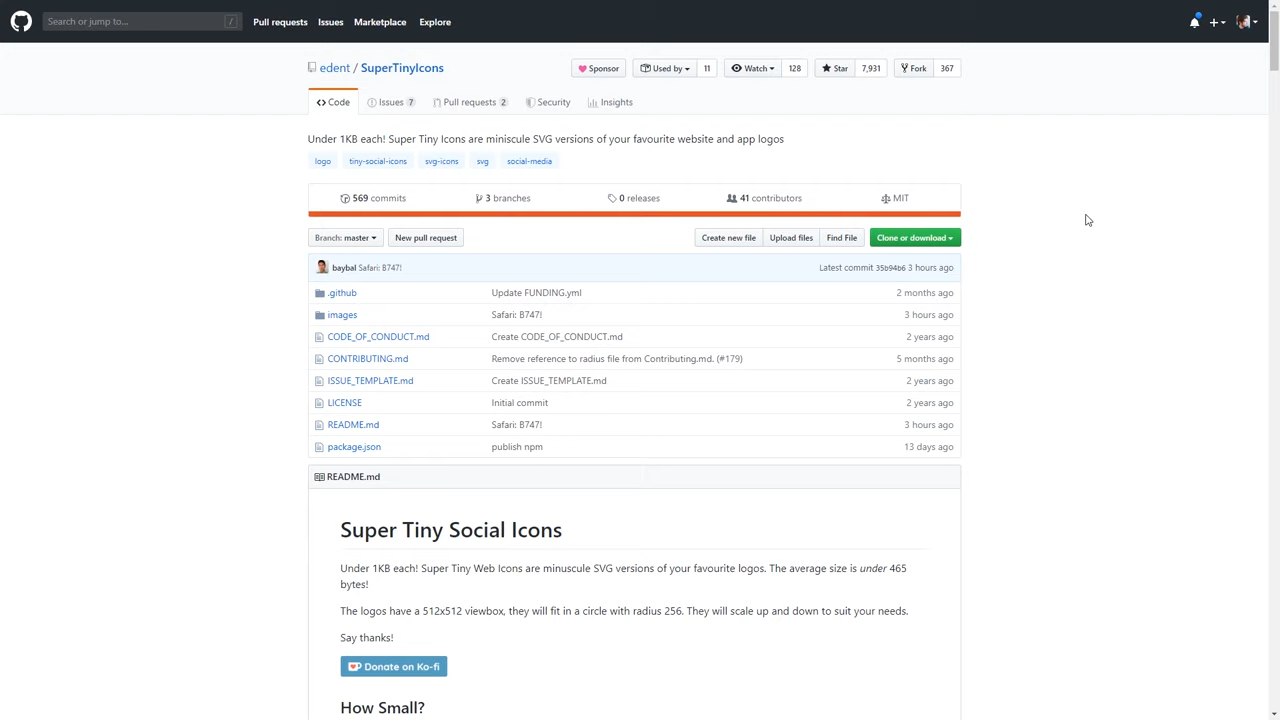 Search or jump to... / Pull requests Issues Marketplace Explore
edent / SuperTinyIcons Sponsor Used by 11 Watch 128 Star 7,931 Fork 367
Code Issues 7 Pull requests 2 Security Insights
Under 1KB each! Super Tiny Icons are miniscule SVG versions of your favourite website and app logos
logo tiny-social-icons svg-icons svg social-media
569 commits 3 branches 0 releases 41 contributors MIT
Branch: master New pull request Create new file Upload files Find File Clone or download
baybal Safari: B747! Latest commit 35b94b6 3 hours ago
.github Update FUNDING.yml 2 months ago
images Safari: B747! 3 hours ago
CODE_OF_CONDUCT.md Create CODE_OF_CONDUCT.md 2 years ago
CONTRIBUTING.md Remove reference to radius file from Contributing.md. (#179) 5 months ago
ISSUE_TEMPLATE.md Create ISSUE_TEMPLATE.md 2 years ago
LICENSE Initial commit 2 years ago
README.md Safari: B747! 3 hours ago
package.json publish npm 13 days ago
README.md
Super Tiny Social Icons
Under 1KB each! Super Tiny Web Icons are minuscule SVG versions of your favourite logos. The average size is under 465
bytes!
The logos have a 512x512 viewbox, they will fit in a circle with radius 256. They will scale up and down to suit your needs.
Say thanks!
Donate on Ko-fi
How Small?